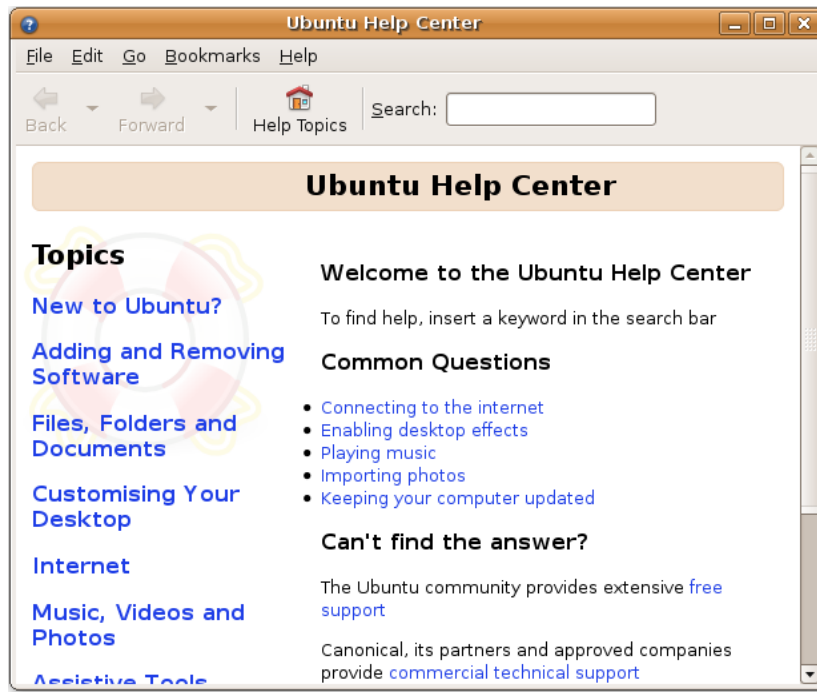 Ubuntu Help Center
File Edit Go Bookmarks Help
Back Forward Help Topics Search:
Ubuntu Help Center
Topics
New to Ubuntu?
Adding and Removing
Software
Files, Folders and
Documents
Customising Your
Desktop
Internet
Music, Videos and
Photos
Assistive Tools
Welcome to the Ubuntu Help Center
To find help, insert a keyword in the search bar
Common Questions
Connecting to the internet
Enabling desktop effects
Playing music
Importing photos
Keeping your computer updated
Can't find the answer?
The Ubuntu community provides extensive free
support
Canonical, its partners and approved companies
provide commercial technical support